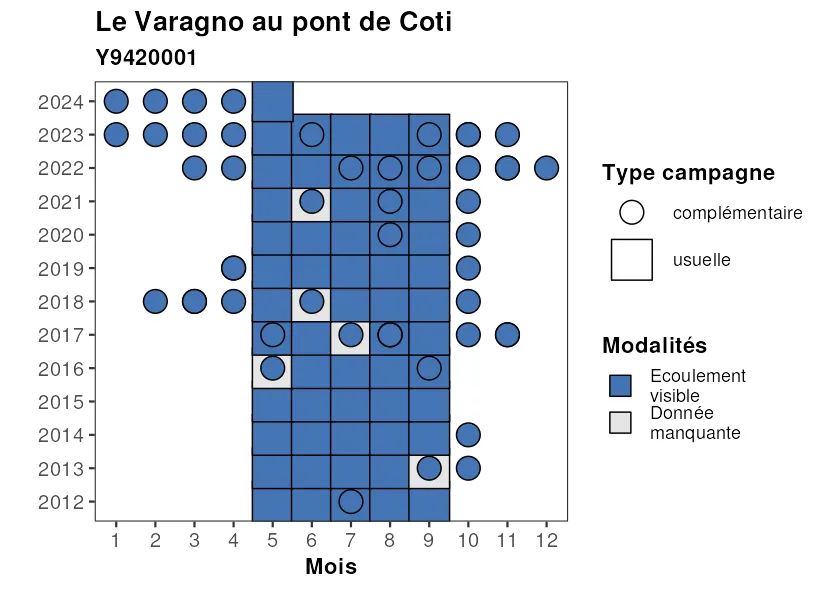 Le Varagno au pont de Coti
Y9420001
2024
2023
2022
2021
2020
2019
2018
2017
2016
2015
2014
2013
2012
1 2 3 4 5 6 7 8 9 10 11 12
Mois
Type campagne
complémentaire
usuelle
Modalités
Ecoulement
visible
Donnée
manquante